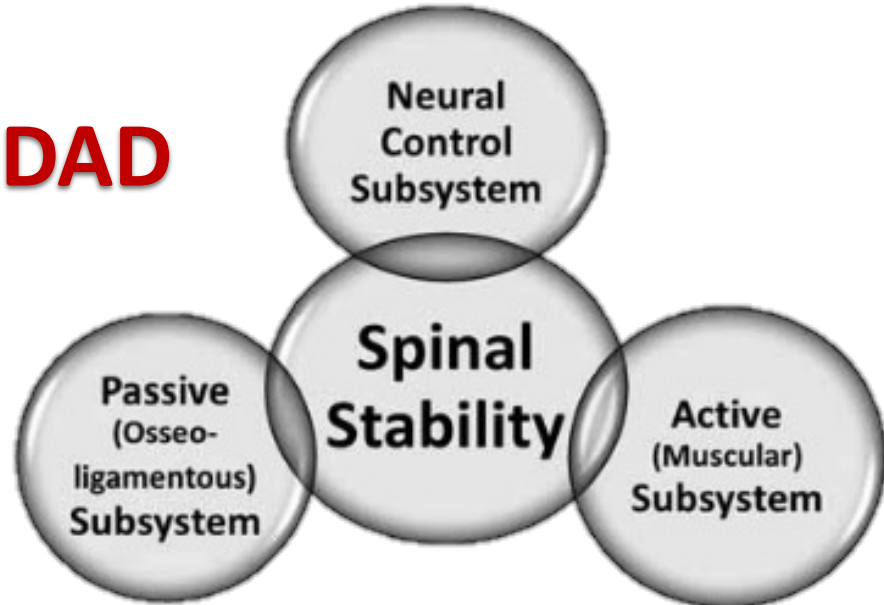 DAD
Neural
Control
Subsystem
Spinal
Stability
Passive
(Osseo-
ligamentous)
Subsystem
Active
(Muscular)
Subsystem